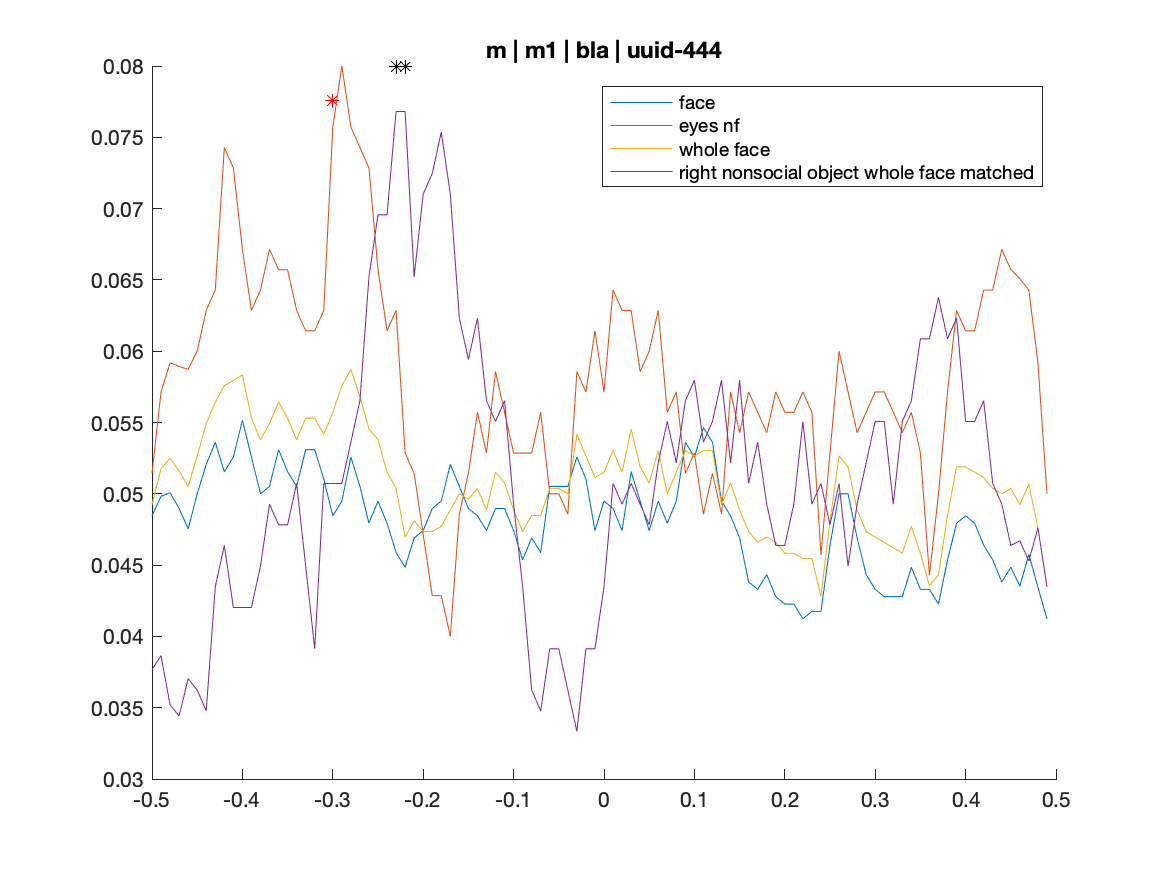 m | m1 | bla | uuid-444
face
eyes nf
whole face
right nonsocial object whole face matched
0.08
0.075
0.07
0.065
0.06
0.055
0.05
0.045
0.04
0.035
0.03
-0.5 -0.4 -0.3 -0.2 -0.1 0 0.1 0.2 0.3 0.4 0.5